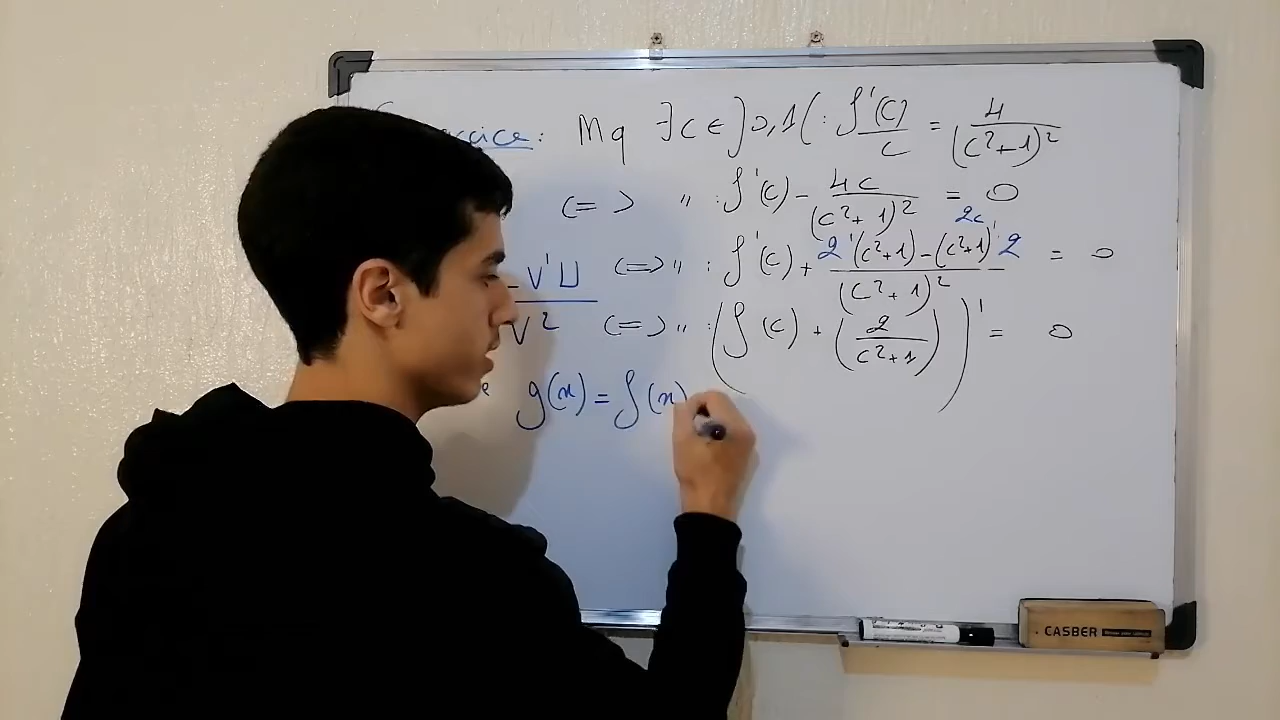 Mq ∃c∈]0,1[ : f'(c)/c = 4/(c²+1)²
<=> " : f'(c) - 4c/(c²+1)² = 0
2c
<=> " : f'(c) + 2'(c²+1)-(c²+1)'2/(c²+1)² = 0
-V'U/V² <=> " : (f(c) + (2/c²+1))' = 0
g(x) = f(x)
CASBER